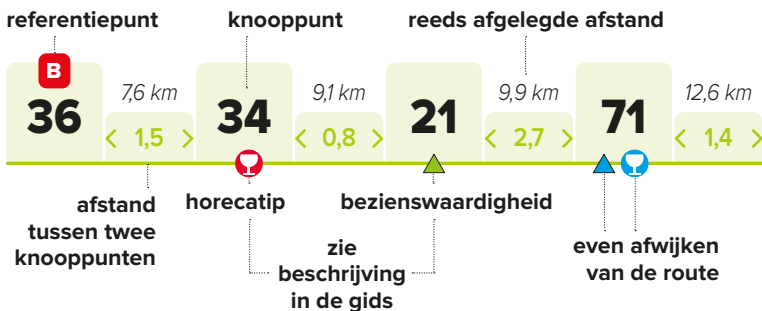 referentiepunt knooppunt reeds afgelegde afstand
B
7,6 km 9,1 km 9,9 km 12,6 km
36 34 21 71
< 1,5 > < 0,8 > < 2,7 > < 1,4 >
afstand
tussen twee
knooppunten
horecatip
bezienswaardigheid
zie
beschrijving
in de gids
even afwijken
van de route